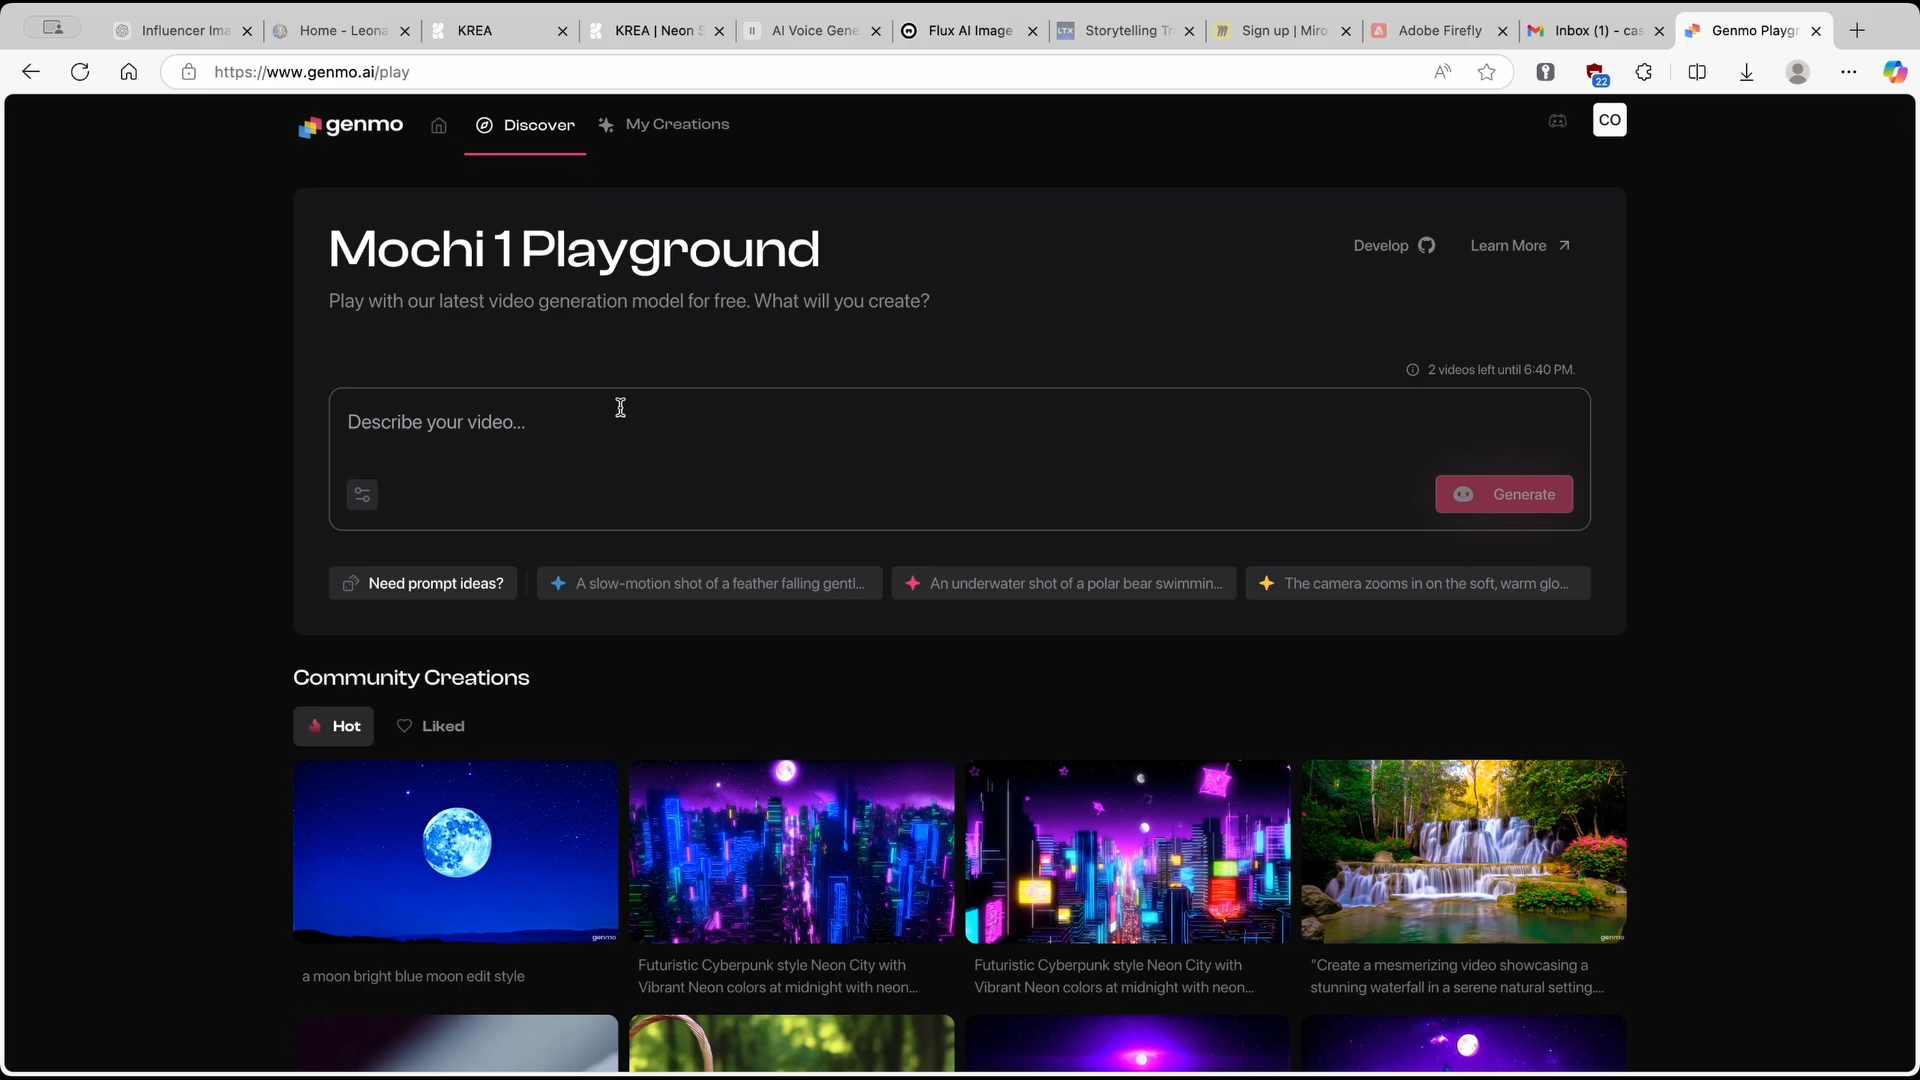 Influencer Ima
Home - Leona
KREA
KREA | Neon S
AI Voice Gene
Flux AI Image
Storytelling Tr
Sign up | Miro
Adobe Firefly
Inbox (1) - cas
Genmo Playgr
https://www.genmo.ai/play
22
genmo
Discover
My Creations
CO
Mochi 1 Playground
Develop
Learn More
Play with our latest video generation model for free. What will you create?
2 videos left until 6:40 PM.
Describe your video...
Generate
Need prompt ideas?
A slow-motion shot of a feather falling gentl...
An underwater shot of a polar bear swimmin...
The camera zooms in on the soft, warm glo...
Community Creations
Hot
Liked
genmo
genmo
a moon bright blue moon edit style
Futuristic Cyberpunk style Neon City with
Vibrant Neon colors at midnight with neon...
Futuristic Cyberpunk style Neon City with
Vibrant Neon colors at midnight with neon...
"Create a mesmerizing video showcasing a
stunning waterfall in a serene natural setting....